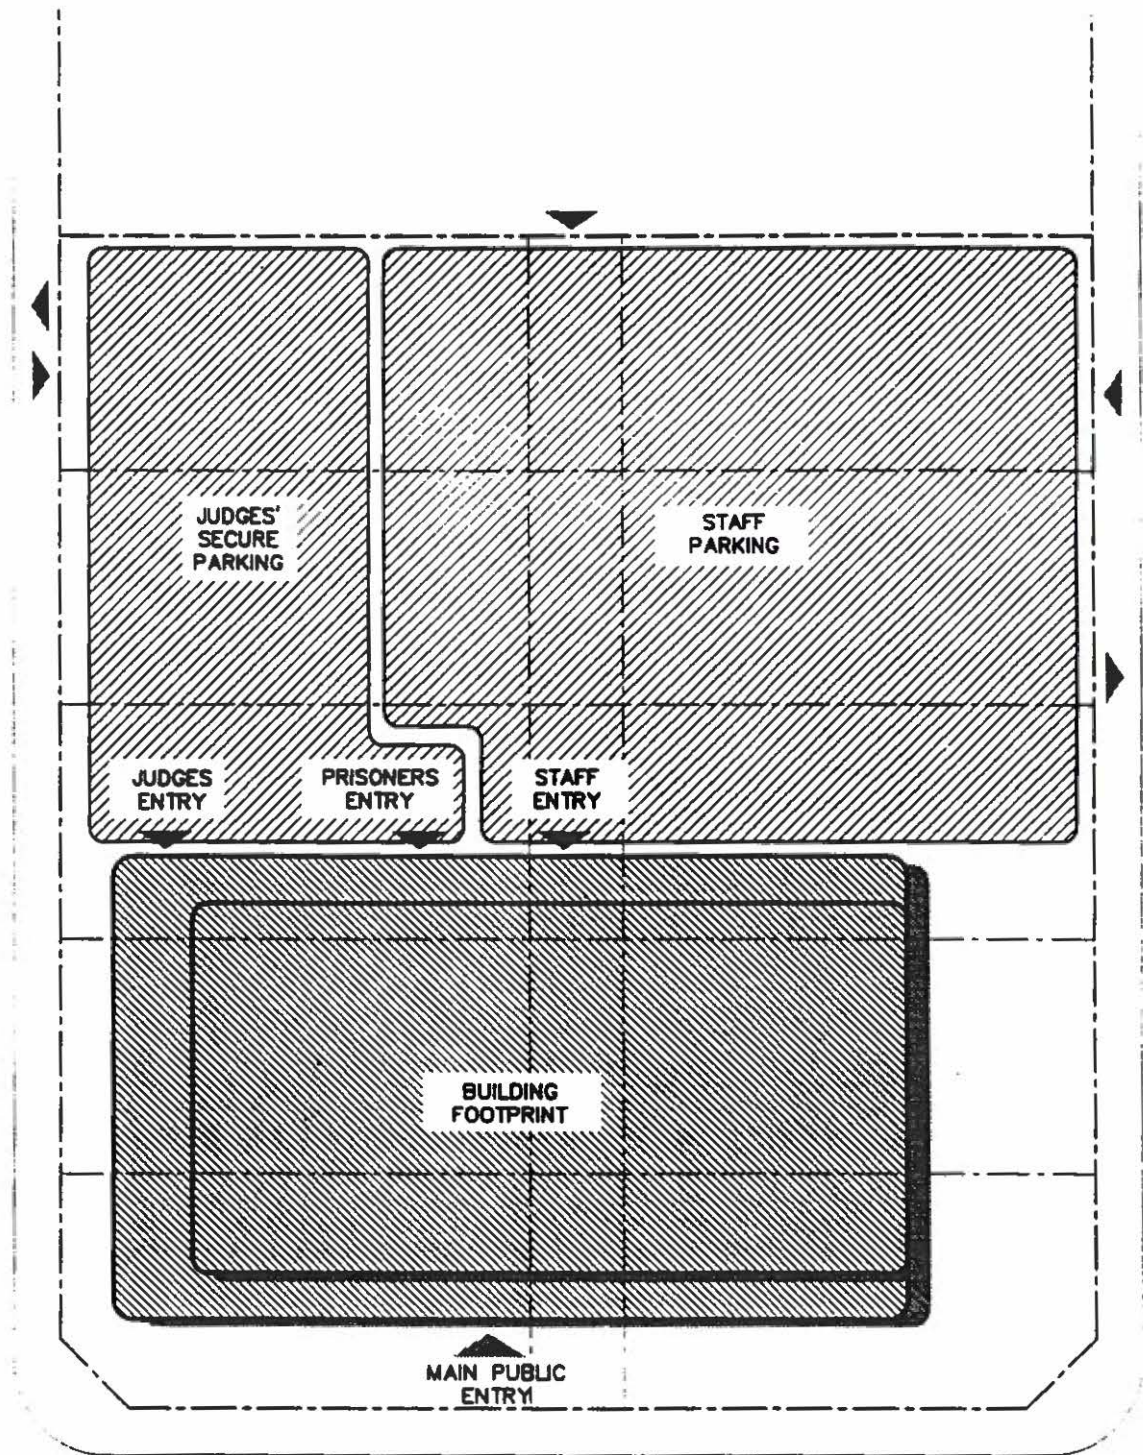 JUDGES'
SECURE
PARKING
STAFF
PARKING
JUDGES
ENTRY
PRISONERS
ENTRY
STAFF
ENTRY
BUILDING
FOOTPRINT
MAIN PUBLIC
ENTRY